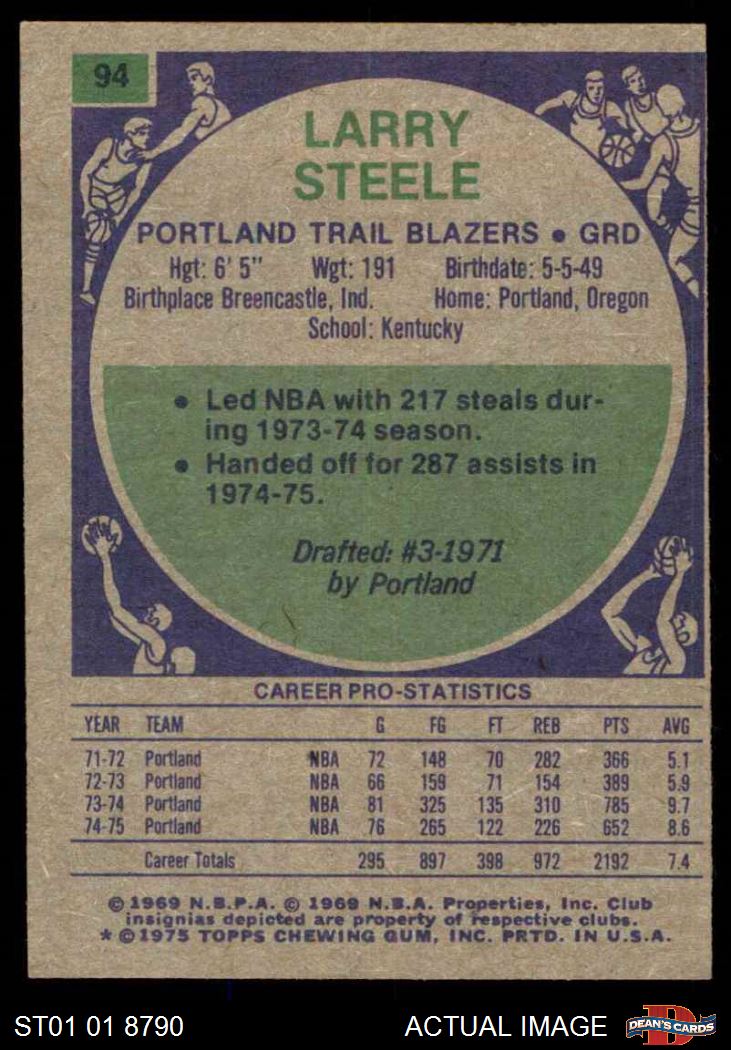 94
LARRY
STEELE
PORTLAND TRAIL BLAZERS • GRD
Hgt: 6' 5" Wgt: 191 Birthdate: 5-5-49
Birthplace Breencastle, Ind. Home: Portland, Oregon
School: Kentucky
• Led NBA with 217 steals dur-
ing 1973-74 season.
• Handed off for 287 assists in
1974-75.
Drafted: #3-1971
by Portland
CAREER PRO-STATISTICS
YEAR TEAM G FG FT REB PTS AVG
71-72 Portland NBA 72 148 70 282 366 5.1
72-73 Portland NBA 66 159 71 154 389 5.9
73-74 Portland NBA 81 325 135 310 785 9.7
74-75 Portland NBA 76 265 122 226 652 8.6
Career Totals 295 897 398 972 2192 7.4
© 1969 N.B.P.A. © 1969 N.B.A. Properties, Inc. Club
insignias depicted are property of respective clubs.
* © 1975 TOPPS CHEWING GUM, INC. PRTD. IN U.S.A.
ST01 01 8790 ACTUAL IMAGE DEAN'S CARDS